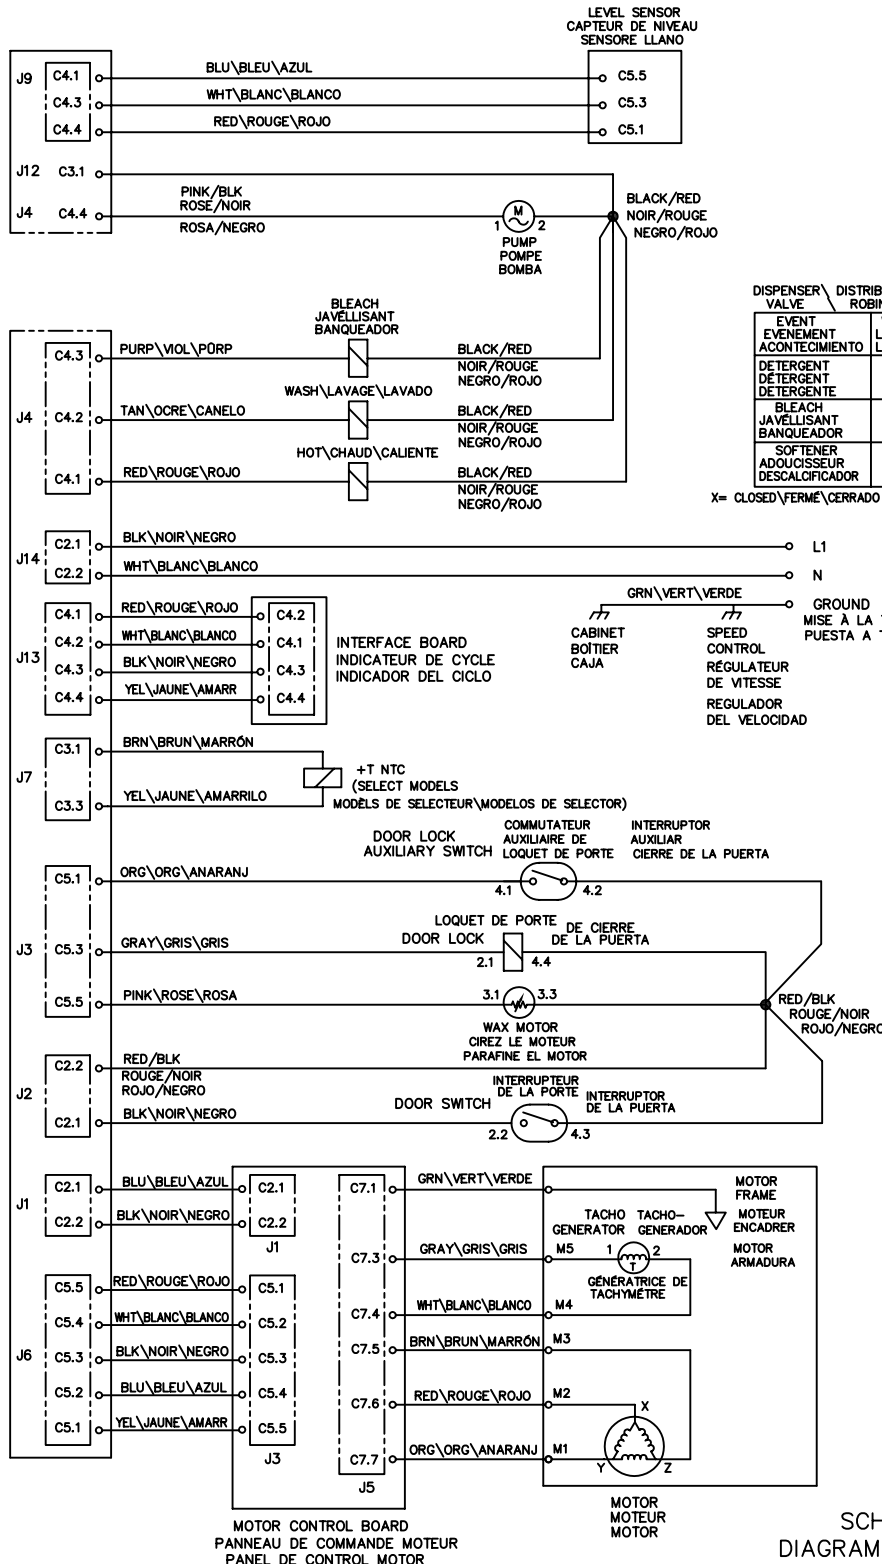 LEVEL SENSOR
CAPTEUR DE NIVEAU
SENSORE LLANO
J9
C4.1
BLU\BLEU\AZUL
C5.5
C4.3
WHT\BLANC\BLANCO
C5.3
C4.4
RED\ROUGE\ROJO
C5.1
J12
C3.1
J4
C4.4
PINK/BLK
ROSE/NOIR
ROSA/NEGRO
M
1
2
PUMP
POMPE
BOMBA
BLACK/RED
NOIR/ROUGE
NEGRO/ROJO
DISPENSER\ DISTRIB
VALVE \ ROBIN
EVENT
EVENEMENT L
ACONTECIMIENTO L
DETERGENT
DÉTERGENT
DETERGENTE
BLEACH
JAVÉLLISANT
BANQUEADOR
SOFTENER
ADOUCISSEUR
DESCALCIFICADOR
X= CLOSED\FERMÉ\CERRADO
BLEACH
JAVÉLLISANT
BANQUEADOR
J4
C4.3
PURP\VIOL\PÚRP
BLACK/RED
NOIR/ROUGE
NEGRO/ROJO
WASH\LAVAGE\LAVADO
C4.2
TAN\OCRE\CANELO
BLACK/RED
NOIR/ROUGE
NEGRO/ROJO
HOT\CHAUD\CALIENTE
C4.1
RED\ROUGE\ROJO
BLACK/RED
NOIR/ROUGE
NEGRO/ROJO
J14
C2.1
BLK\NOIR\NEGRO
L1
C2.2
WHT\BLANC\BLANCO
N
GRN\VERT\VERDE
GROUND
MISE À LA T
PUESTA A T
CABINET
BOÎTIER
CAJA
SPEED
CONTROL
RÉGULATEUR
DE VITESSE
REGULADOR
DEL VELOCIDAD
J13
C4.1
RED\ROUGE\ROJO
C4.2
C4.2
WHT\BLANC\BLANCO
C4.1
C4.3
BLK\NOIR\NEGRO
C4.3
C4.4
YEL\JAUNE\AMARR
C4.4
INTERFACE BOARD
INDICATEUR DE CYCLE
INDICADOR DEL CICLO
J7
C3.1
BRN\BRUN\MARRÓN
C3.3
YEL\JAUNE\AMARRILO
+T NTC
(SELECT MODELS
MODÈLS DE SELECTEUR\MODELOS DE SELECTOR)
DOOR LOCK
AUXILIARY SWITCH
COMMUTATEUR
AUXILIAIRE DE
LOQUET DE PORTE
INTERRUPTOR
AUXILIAR
CIERRE DE LA PUERTA
J3
C5.1
ORG\ORG\ANARANJ
4.1
4.2
C5.3
GRAY\GRIS\GRIS
LOQUET DE PORTE
DOOR LOCK
DE CIERRE
DE LA PUERTA
2.1
4.4
C5.5
PINK\ROSE\ROSA
3.1
3.3
WAX MOTOR
CIREZ LE MOTEUR
PARAFINE EL MOTOR
RED/BLK
ROUGE/NOIR
ROJO/NEGRO
J2
C2.2
RED/BLK
ROUGE/NOIR
ROJO/NEGRO
C2.1
BLK\NOIR\NEGRO
DOOR SWITCH
INTERRUPTEUR
DE LA PORTE
INTERRUPTOR
DE LA PUERTA
2.2
4.3
J1
C2.1
BLU\BLEU\AZUL
C2.1
C2.2
BLK\NOIR\NEGRO
C2.2
J1
J6
C5.5
RED\ROUGE\ROJO
C5.1
C5.4
WHT\BLANC\BLANCO
C5.2
C5.3
BLK\NOIR\NEGRO
C5.3
C5.2
BLU\BLEU\AZUL
C5.4
C5.1
YEL\JAUNE\AMARR
C5.5
J3
C7.1
GRN\VERT\VERDE
MOTOR
FRAME
MOTEUR
ENCADRER
MOTOR
ARMADURA
C7.3
GRAY\GRIS\GRIS
M5
TACHO
GENERATOR
TACHO-
GENERADOR
1
2
T
GÉNÉRATRICE DE
TACHYMÉTRE
C7.4
WHT\BLANC\BLANCO
M4
C7.5
BRN\BRUN\MARRÓN
M3
C7.6
RED\ROUGE\ROJO
M2
X
C7.7
ORG\ORG\ANARANJ
M1
Y
Z
J5
MOTOR
MOTEUR
MOTOR
MOTOR CONTROL BOARD
PANNEAU DE COMMANDE MOTEUR
PANEL DE CONTROL MOTOR
SCH
DIAGRAM